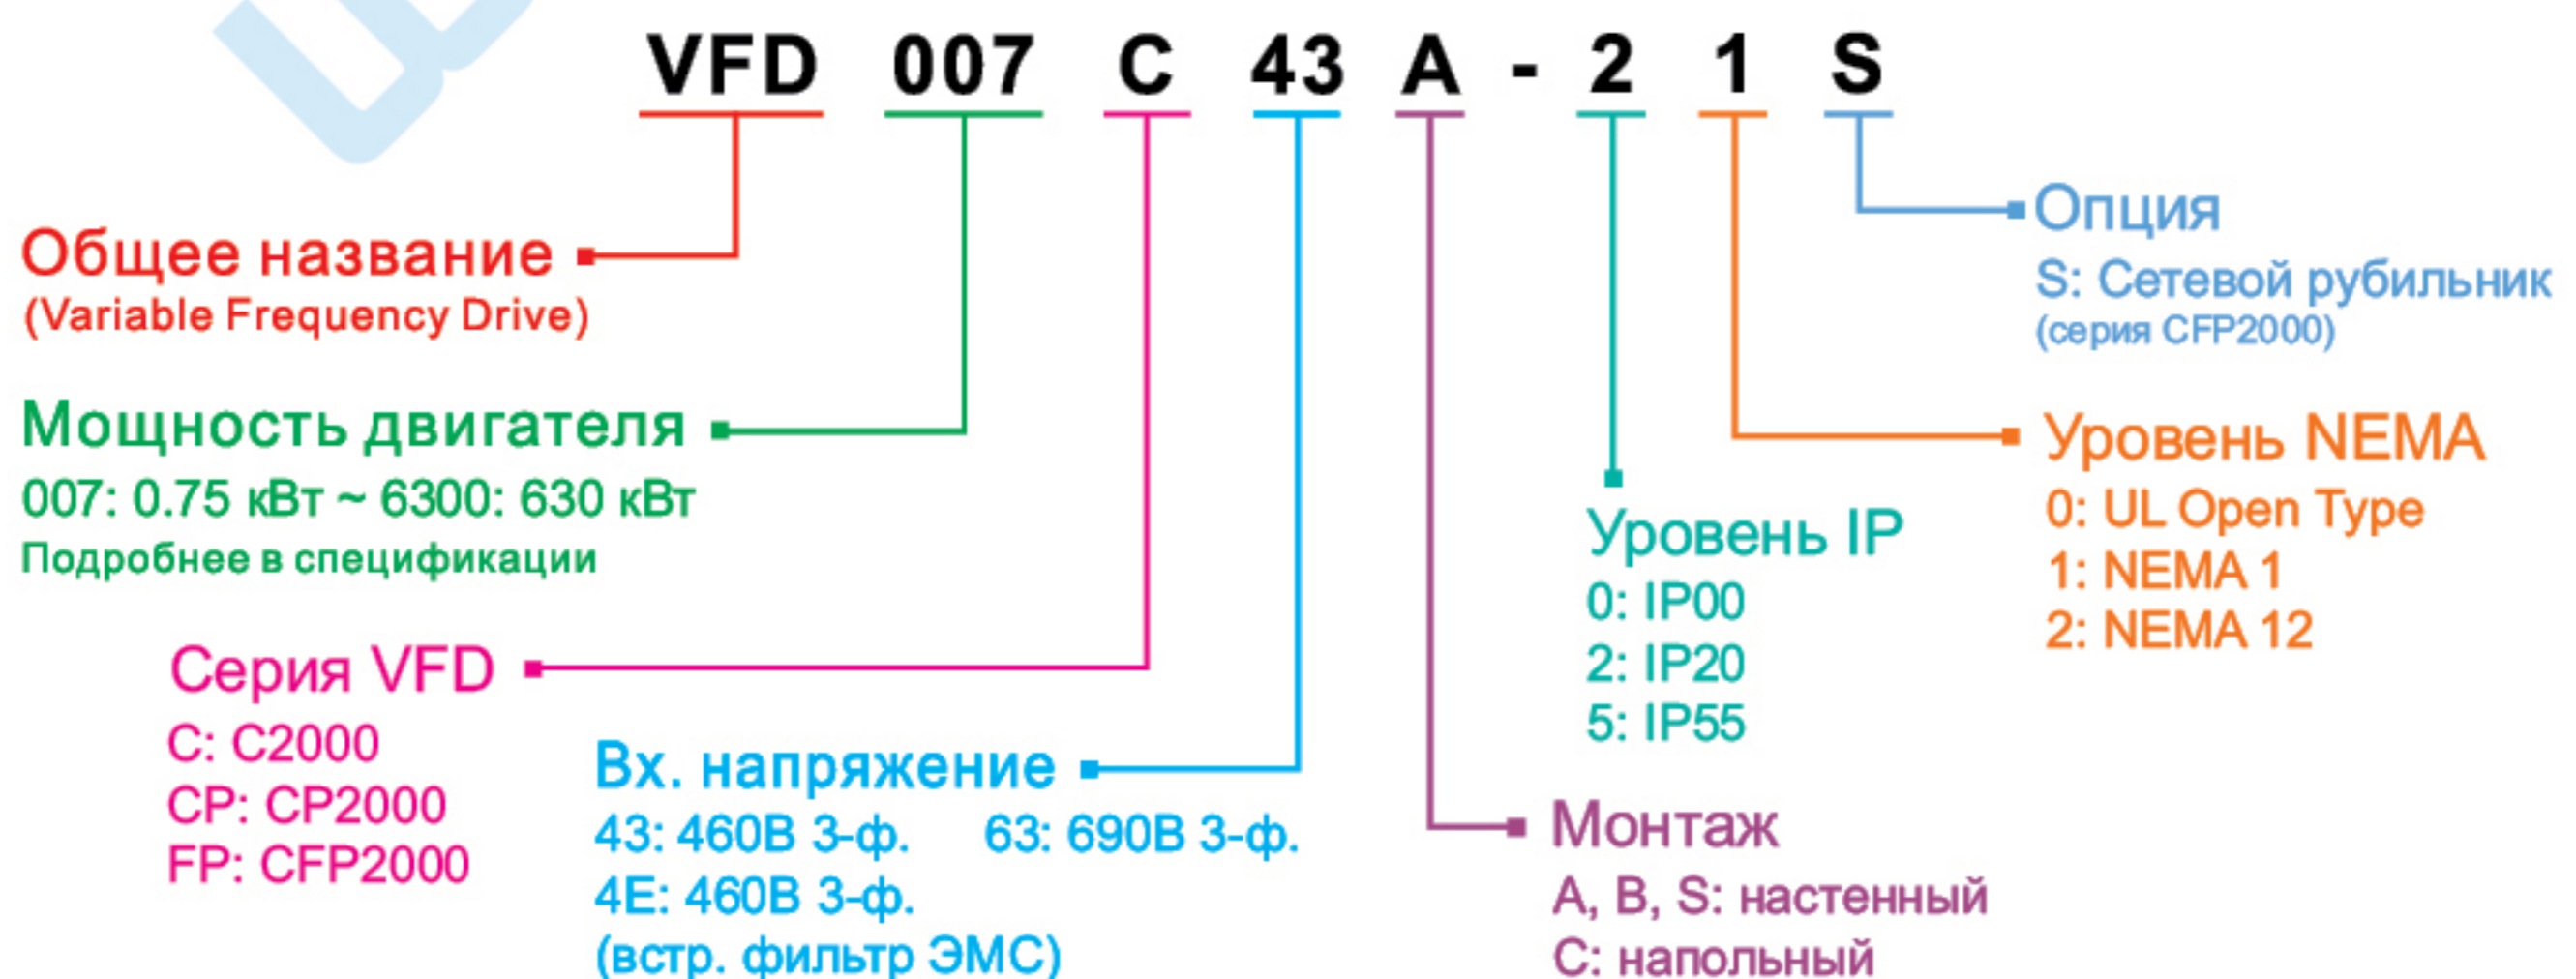 VFD 007 C 43 A - 2 1 S
Общее название
(Variable Frequency Drive)
Мощность двигателя
007: 0.75 кВт ~ 6300: 630 кВт
Подробнее в спецификации
Серия VFD
C: C2000
CP: CP2000
FP: CFP2000
Вх. напряжение
43: 460В 3-ф. 63: 690В 3-ф.
4E: 460В 3-ф.
(встр. фильтр ЭМС)
Монтаж
A, B, S: настенный
C: напольный
Уровень IP
0: IP00
2: IP20
5: IP55
Уровень NEMA
0: UL Open Type
1: NEMA 1
2: NEMA 12
Опция
S: Сетевой рубильник
(серия CFP2000)